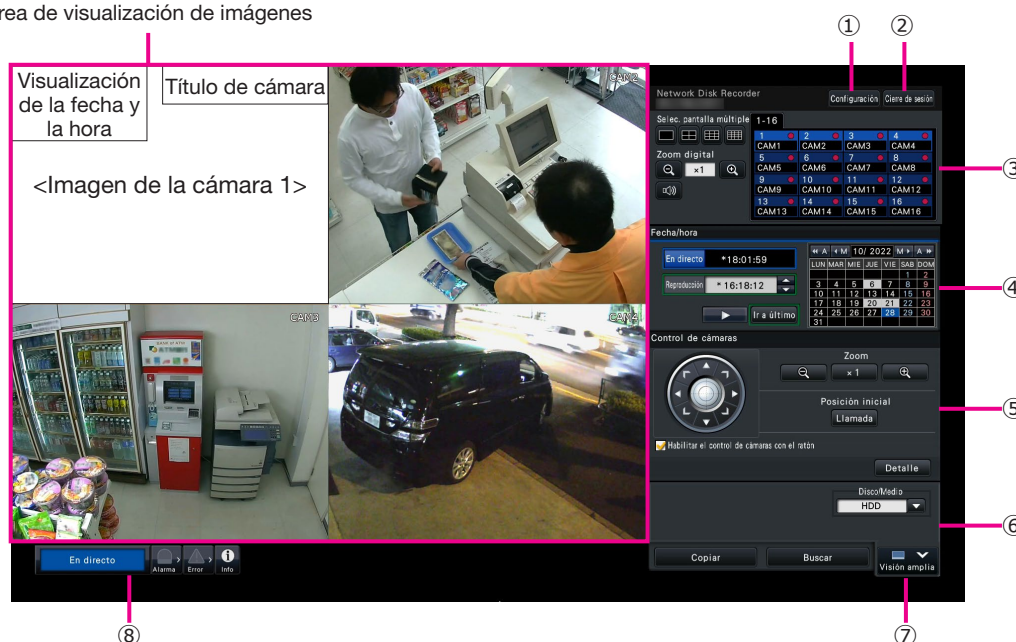 rea de visualización de imágenes
① ②
Visualización
de la fecha y
la hora
Título de cámara
<Imagen de la cámara 1>
CAM2
CAM3
CAM4
Network Disk Recorder
Configuración
Cierre de sesión
Selec. pantalla múltiple
1-16
1 2 3 4
CAM1 CAM2 CAM3 CAM4
5 6 7 8
CAM5 CAM6 CAM7 CAM8
9 10 11 12
CAM9 CAM10 CAM11 CAM12
13 14 15 16
CAM13 CAM14 CAM15 CAM16
Zoom digital
×1
③
Fecha/hora
En directo *18:01:59
Reproducción * 16:18:12
Ir a último
A M 10/ 2022 M A
LUN MAR MIE JUE VIE SAB DOM
1 2
3 4 5 6 7 8 9
10 11 12 13 14 15 16
17 18 19 20 21 22 23
24 25 26 27 28 29 30
31
④
Control de cámaras
Zoom
× 1
Posición inicial
Llamada
Habilitar el control de cámaras con el ratón
Detalle
⑤
Disco/Medio
HDD
⑥
Copiar
Buscar
Visión amplia
En directo
Alarma
Error
Info
⑧ ⑦